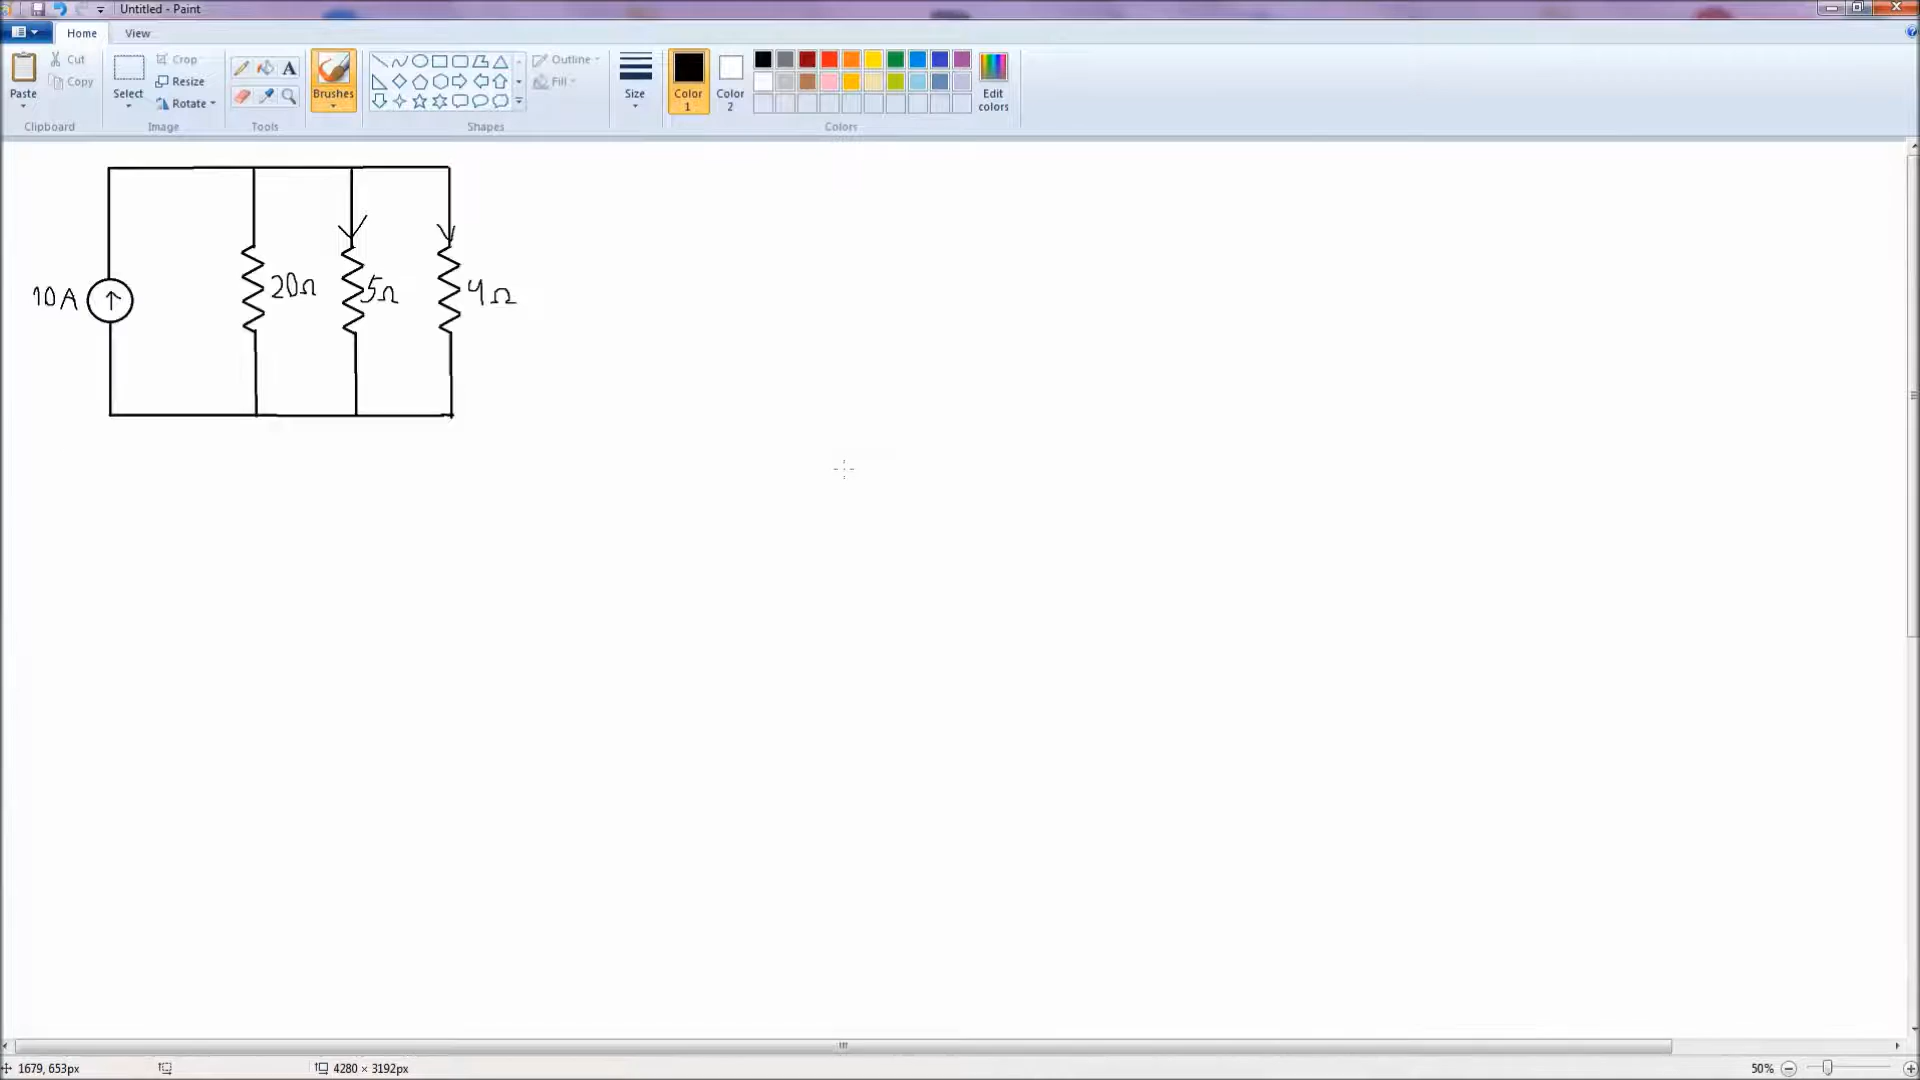 Untitled - Paint
Home View
Paste
Cut
Copy
Clipboard
Select
Crop
Resize
Rotate
Image
A
Tools
Brushes
Shapes
Outline
Fill
Size
Color 1
Color 2
Edit colors
Colors
10A
20Ω
5Ω
4Ω
1679, 653px
4280 × 3192px
50%